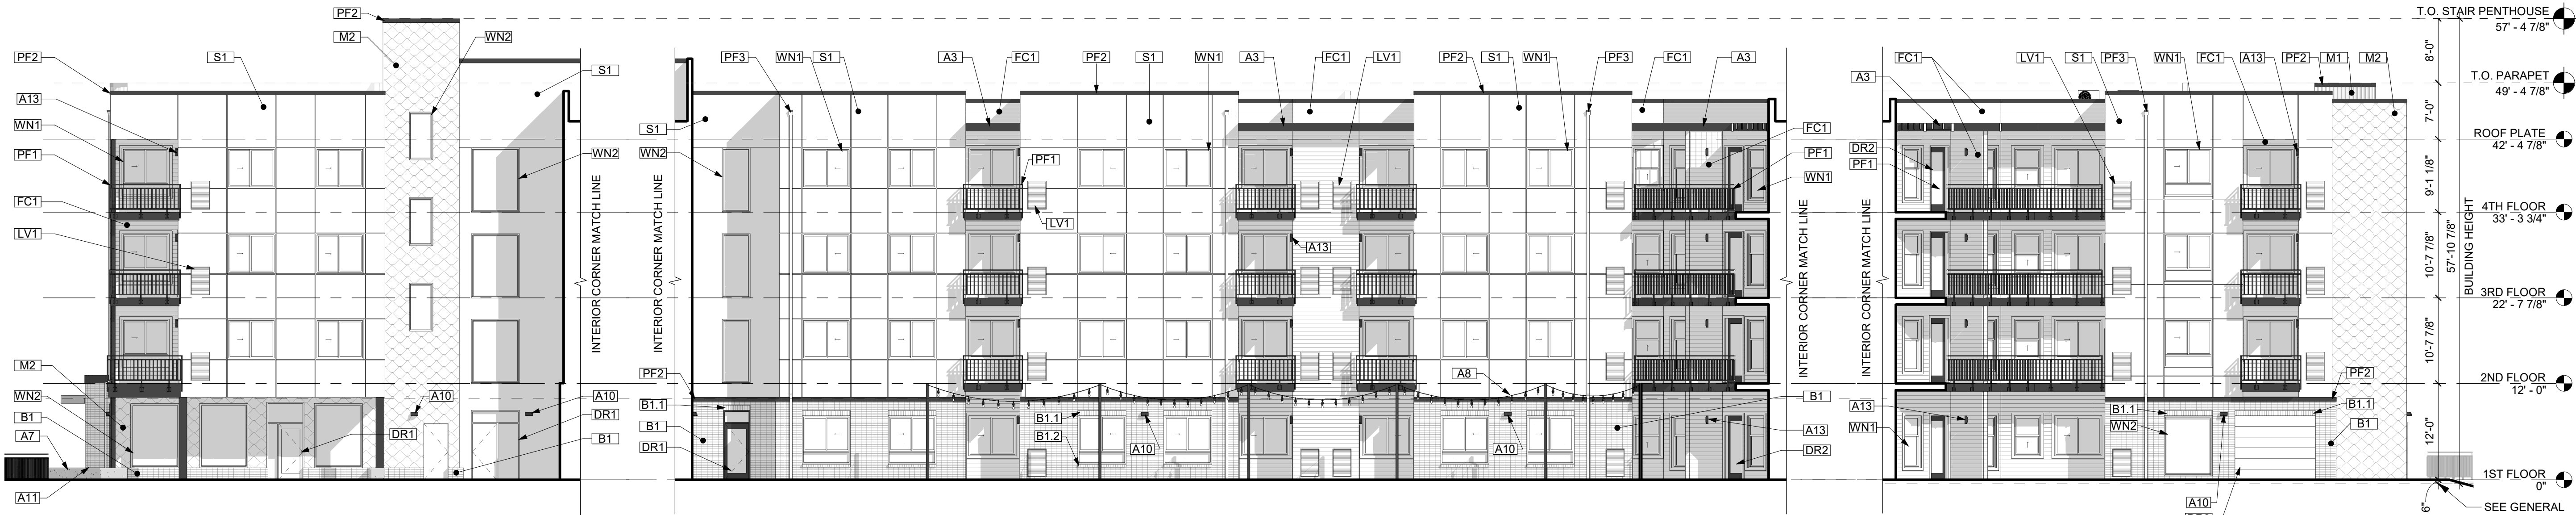 PF2
M2
WN2
PF2
S1
S1
A13
WN1
PF1
FC1
LV1
WN2
M2
WN2
B1
A7
A11
A10
DR1
A10
DR1
B1
INTERIOR CORNER MATCH LINE
INTERIOR CORNER MATCH LINE
PF3
WN1
S1
A3
FC1
PF2
S1
WN1
A3
FC1
LV1
PF2
S1
WN1
PF3
FC1
A3
S1
WN2
PF1
LV1
A13
FC1
PF1
WN1
PF2
A8
B1.1
B1
DR1
B1.1
B1.2
A10
A10
B1
A13
DR2
INTERIOR CORNER MATCH LINE
INTERIOR CORNER MATCH LINE
A3
FC1
LV1
S1
PF3
WN1
FC1
A13
PF2
M1
M2
DR2
PF1
A13
WN1
B1.1
WN2
PF2
B1.1
B1
A10
T.O. STAIR PENTHOUSE
57' - 4 7/8"
8'-0"
T.O. PARAPET
49' - 4 7/8"
7'-0"
ROOF PLATE
42' - 4 7/8"
9'-1 1/8"
4TH FLOOR
33' - 3 3/4"
10'-7 7/8"
57'-10 7/8"
BUILDING HEIGHT
3RD FLOOR
22' - 7 7/8"
10'-7 7/8"
2ND FLOOR
12' - 0"
12'-0"
1ST FLOOR
0"
6"
SEE GENERAL